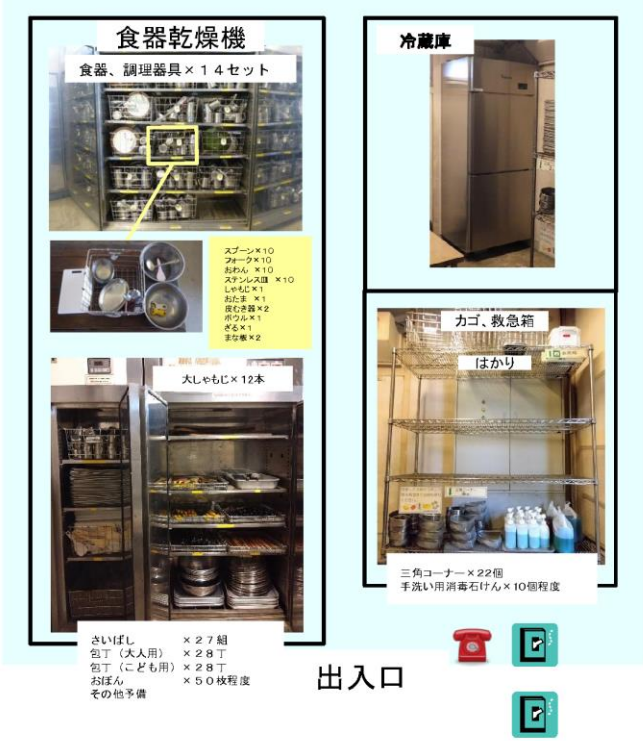 食器乾燥機
食器、調理器具×１４セット
スプーン×１０
フォーク×１０
おわん ×１０
ステンレス皿 ×１０
しゃもじ×１
おたま ×１
皮むき器×２
ボウル×１
ざる×１
まな板×２
大しゃもじ×12本
さいばし ×２７組
包丁（大人用） ×２８丁
包丁（こども用）×２８丁
おぼん ×５０枚程度
その他予備
冷蔵庫
カゴ、救急箱
はかり
三角コーナー×22個
手洗い用消毒石けん×10個程度
出入口